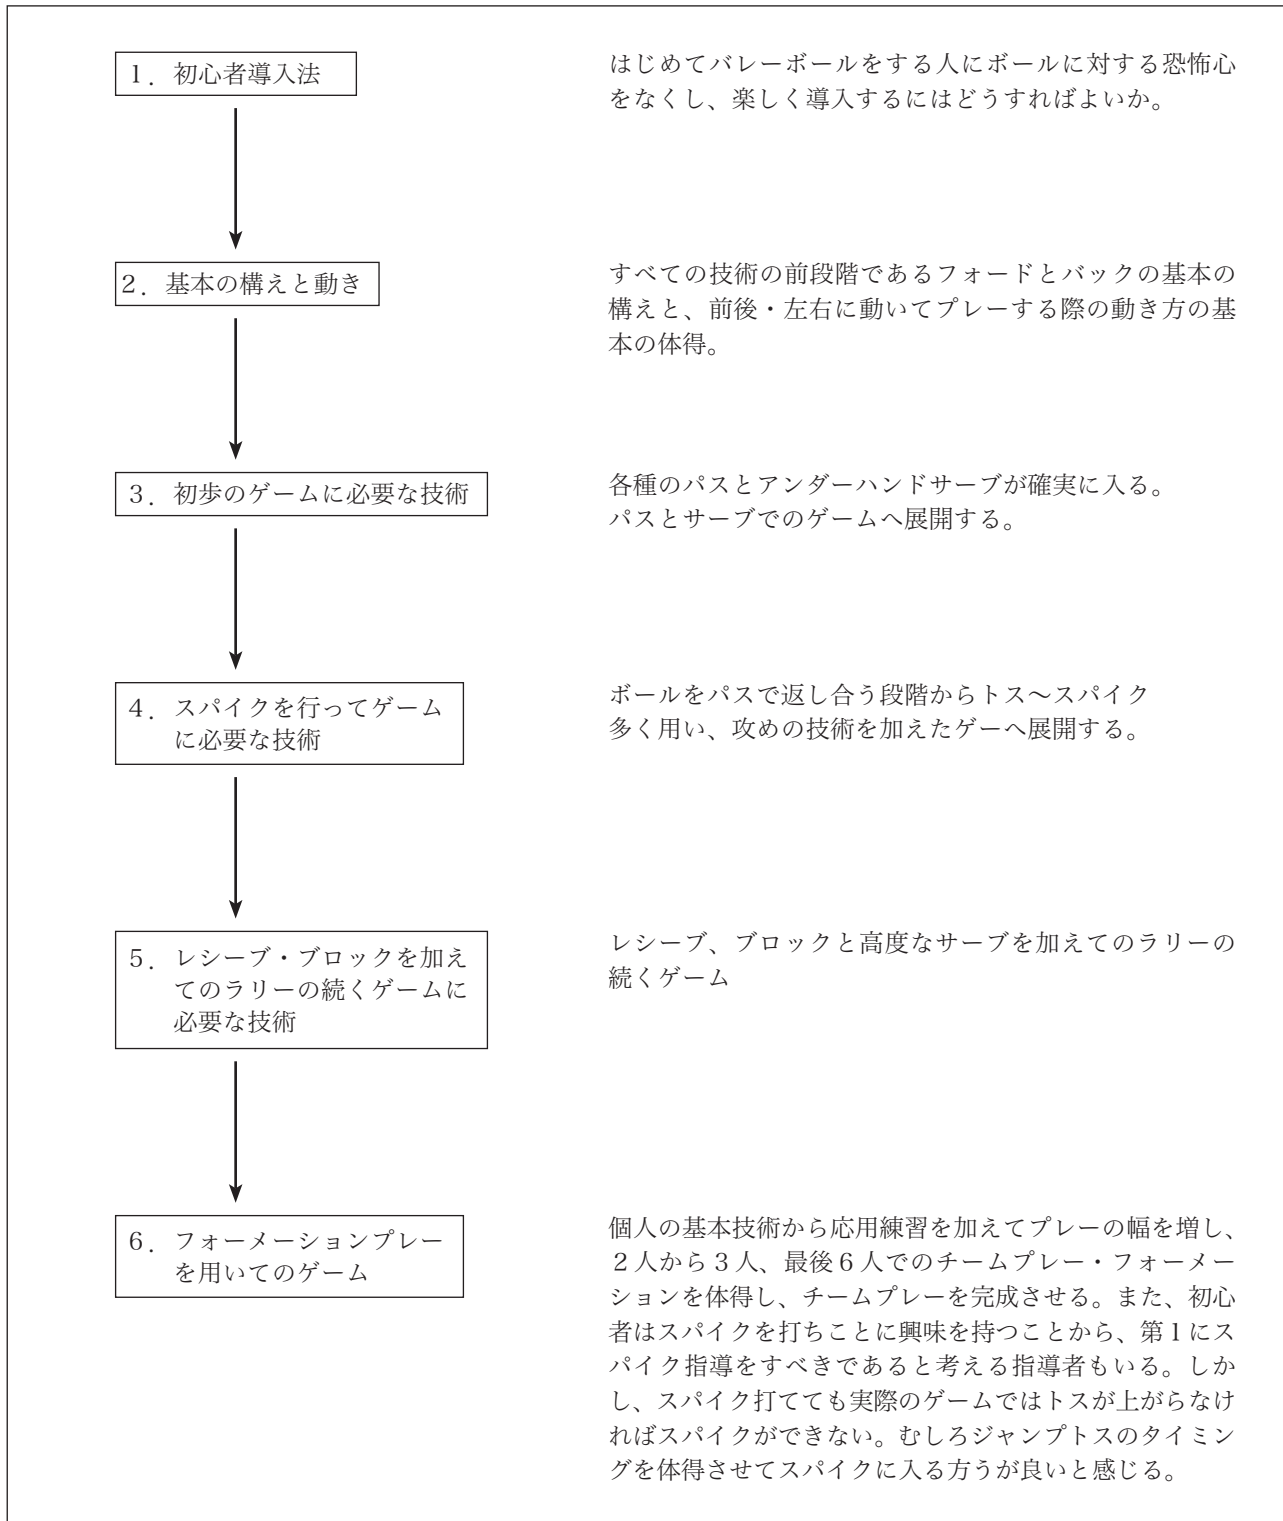 １．初心者導入法
はじめてバレーボールをする人にボールに対する恐怖心
をなくし、楽しく導入するにはどうすればよいか。
２．基本の構えと動き
すべての技術の前段階であるフォードとバックの基本の
構えと、前後・左右に動いてプレーする際の動き方の基
本の体得。
３．初歩のゲームに必要な技術
各種のパスとアンダーハンドサーブが確実に入る。
パスとサーブでのゲームへ展開する。
４．スパイクを行ってゲーム
に必要な技術
ボールをパスで返し合う段階からトス〜スパイク
多く用い、攻めの技術を加えたゲーへ展開する。
５．レシーブ・ブロックを加え
てのラリーの続くゲームに
必要な技術
レシーブ、ブロックと高度なサーブを加えてのラリーの
続くゲーム
６．フォーメーションプレー
を用いてのゲーム
個人の基本技術から応用練習を加えてプレーの幅を増し、
２人から３人、最後６人でのチームプレー・フォーメー
ションを体得し、チームプレーを完成させる。また、初心
者はスパイクを打ちことに興味を持つことから、第１にス
パイク指導をすべきであると考える指導者もいる。しか
し、スパイク打てても実際のゲームではトスが上がらなけ
ればスパイクができない。むしろジャンプトスのタイミン
グを体得させてスパイクに入る方うが良いと感じる。